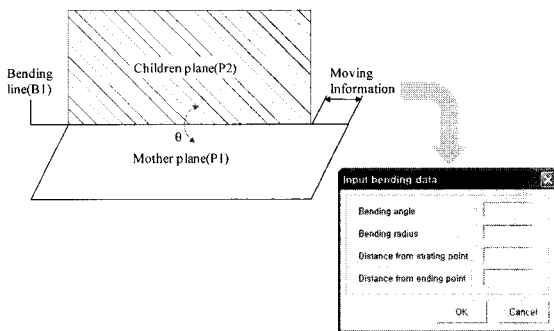 Children plane(P2)
Bending
line(B1)
Moving
Information
θ
Mother plane(P1)
Input bending data
Bending angle
Bending radius
Distance from strating point
Distance from ending point
OK
Cancel